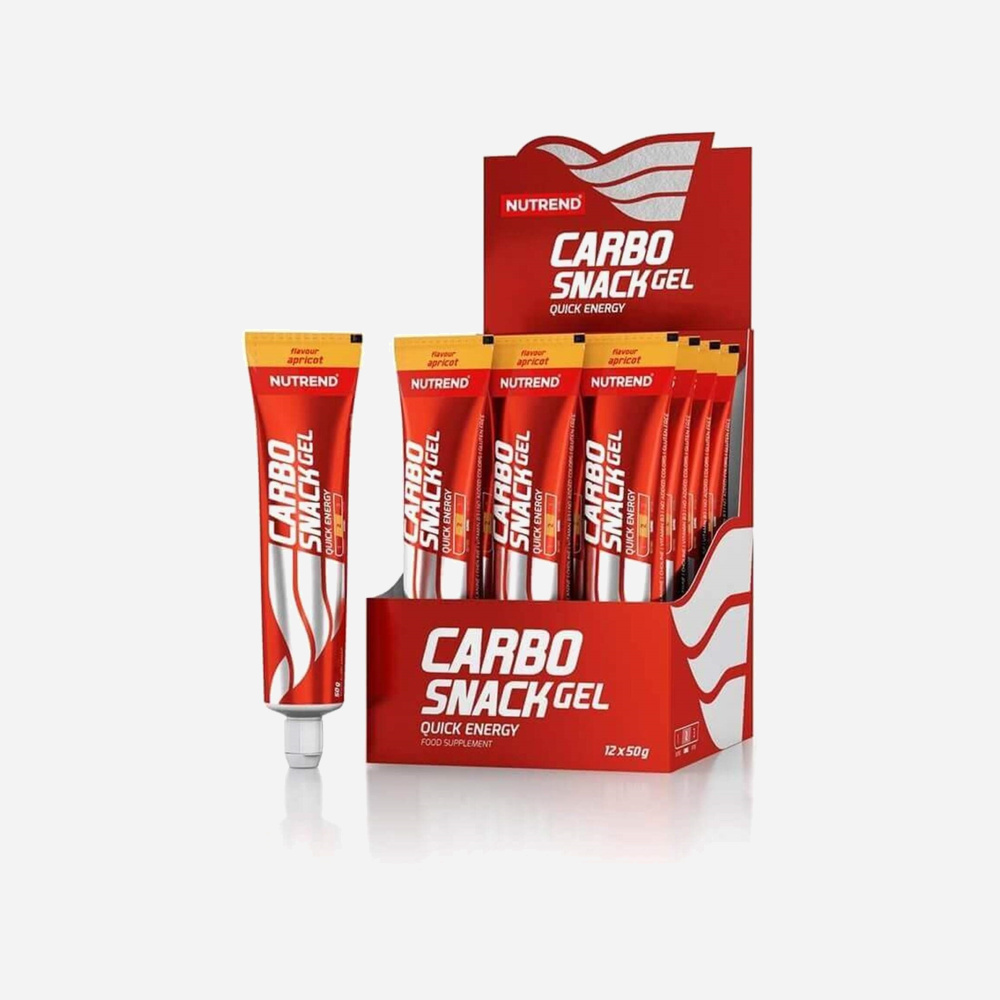 NUTREND
CARBO
SNACK GEL
QUICK ENERGY
flavour
apricot
NUTREND
CARBO
SNACK GEL
QUICK ENERGY
50g
flavour
apricot
NUTREND
CARBO
SNACK GEL
QUICK ENERGY
flavour
apricot
NUTREND
CARBO
SNACK GEL
QUICK ENERGY
flavour
apricot
NUTREND
CARBO
SNACK GEL
QUICK ENERGY
CARBO
SNACK GEL
QUICK ENERGY
FOOD SUPPLEMENT
12 x 50g